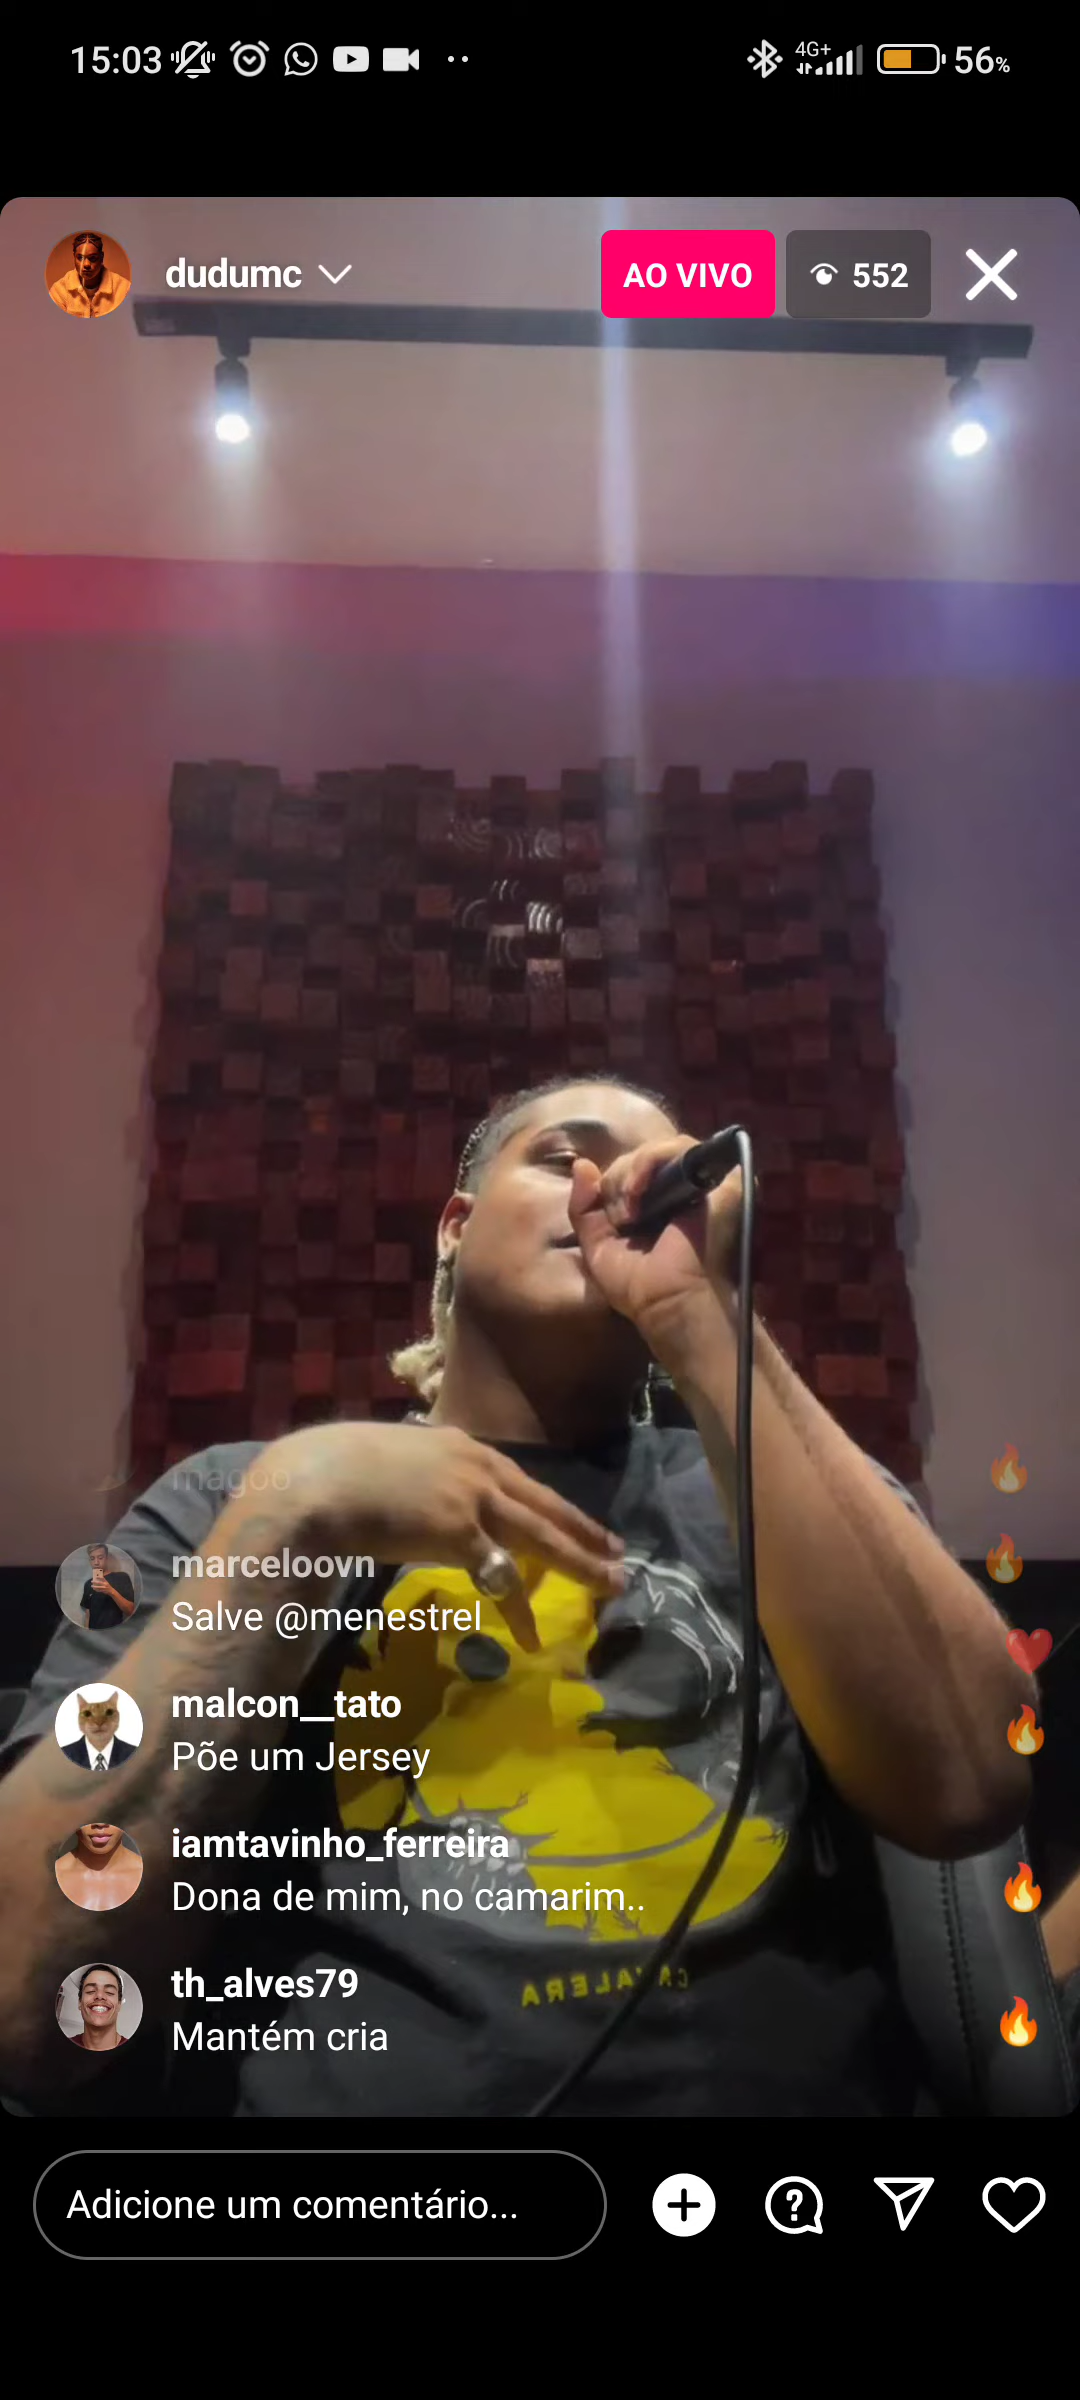 15:03
4G+
56%
dudumc
AO VIVO
552
magoo
marceloovn
Salve @menestrel
malcon__tato
Põe um Jersey
iamtavinho_ferreira
Dona de mim, no camarim..
CAVALERA
th_alves79
Mantém cria
Adicione um comentário...